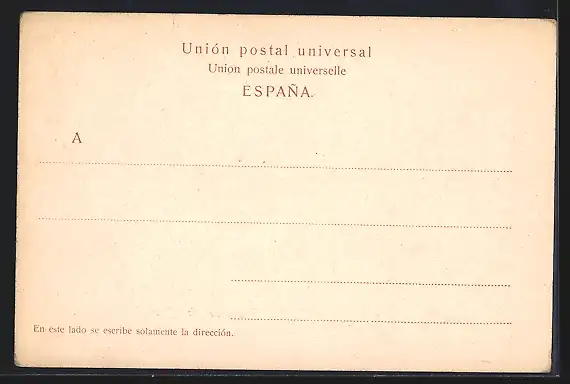 Unión postal universal
Union postale universelle
ESPAÑA.
A
En este lado se escribe solamente la dirección.